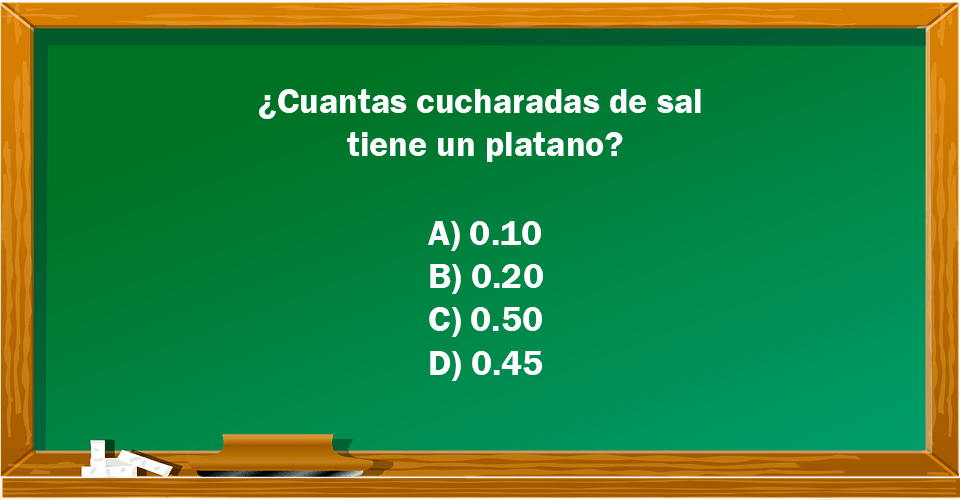 ¿Cuantas cucharadas de sal
tiene un platano?
A) 0.10
B) 0.20
C) 0.50
D) 0.45